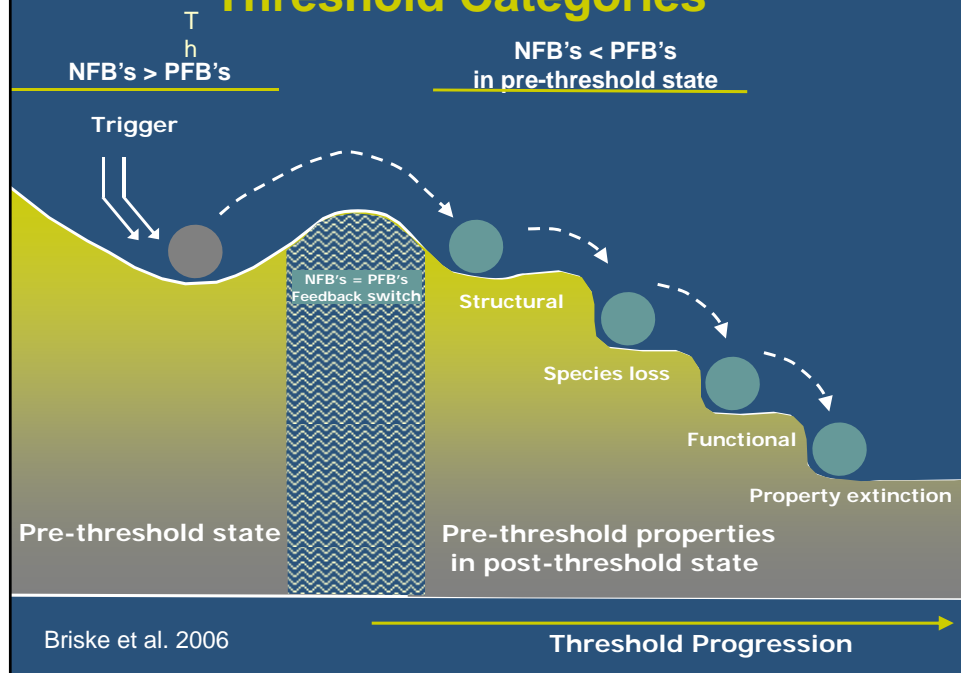 Threshold Categories
T
h
NFB's > PFB's
NFB's < PFB's
in pre-threshold state
Trigger
NFB's = PFB's
Feedback switch
Structural
Species loss
Functional
Property extinction
Pre-threshold state
Pre-threshold properties
in post-threshold state
Briske et al. 2006
Threshold Progression